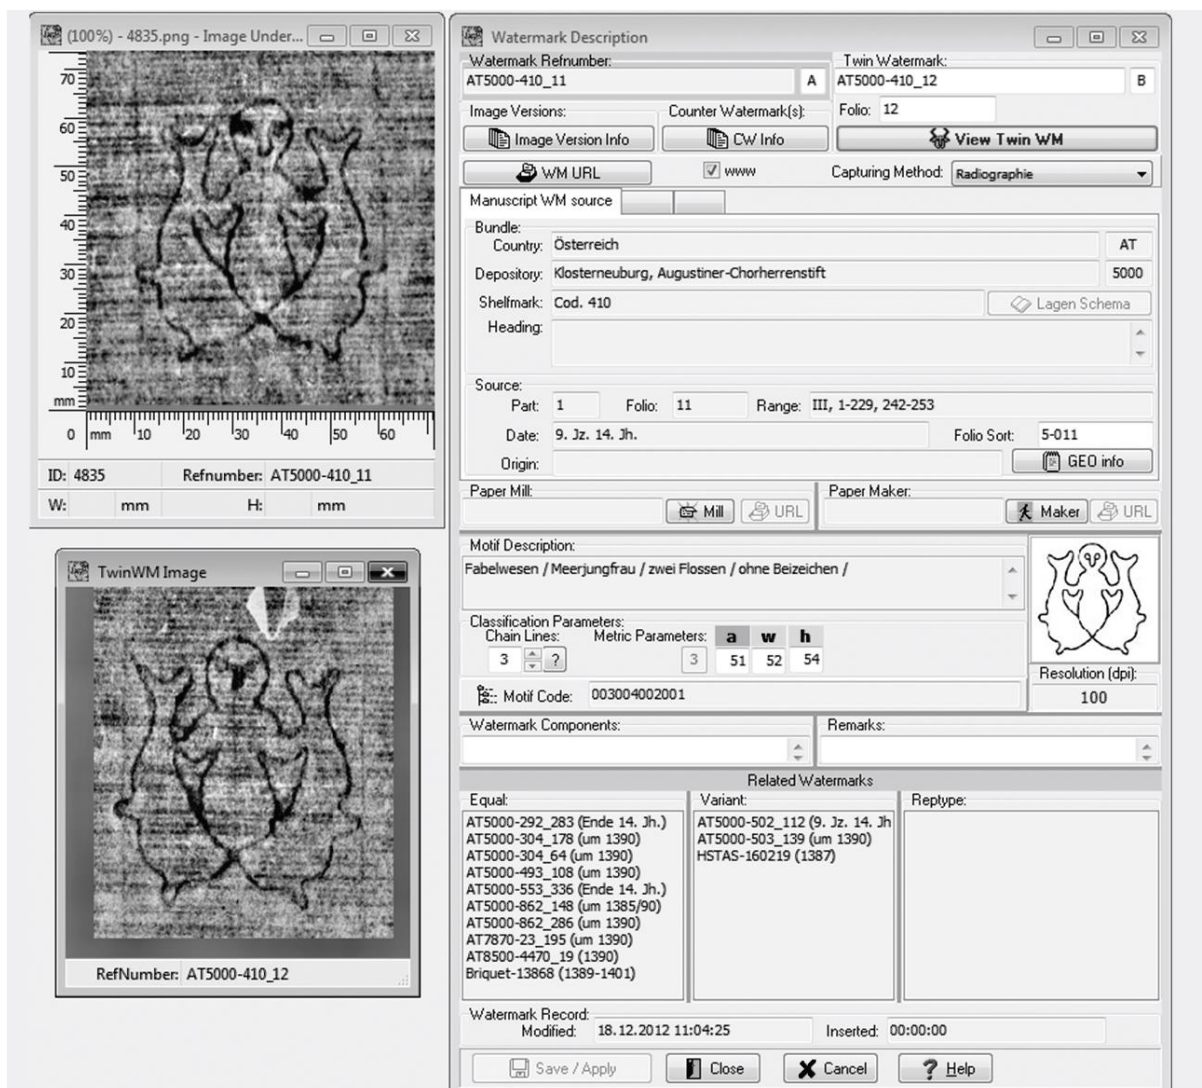 (100%) - 4835.png - Image Under...
70
60
50
40
30
20
10
mm
0 mm 10 20 30 40 50 60
ID: 4835 Refnumber: AT5000-410_11
W: mm H: mm
TwinWM Image
RefNumber: AT5000-410_12
Watermark Description
Watermark Refnumber: Twin Watermark:
AT5000-410_11 A AT5000-410_12 B
Image Versions: Counter Watermark(s): Folio: 12
Image Version Info CW Info View Twin WM
WM URL www Capturing Method: Radiographie
Manuscript WM source
Bundle:
Country: Österreich AT
Depository: Klosterneuburg, Augustiner-Chorherrenstift 5000
Shelfmark: Cod. 410 Lagen Schema
Heading:
Source:
Part: 1 Folio: 11 Range: III, 1-229, 242-253
Date: 9. Jz. 14. Jh. Folio Sort: 5-011
Origin: GEO info
Paper Mill: Paper Maker:
Mill URL Maker URL
Motif Description:
Fabelwesen / Meerjungfrau / zwei Flossen / ohne Beizeichen /
Classification Parameters:
Chain Lines: Metric Parameters: a w h
3 ? 3 51 52 54
Resolution (dpi):
Motif Code: 003004002001 100
Watermark Components: Remarks:
Related Watermarks
Equal: Variant: Reptype:
AT5000-292_283 (Ende 14. Jh.) AT5000-502_112 (9. Jz. 14. Jh
AT5000-304_178 (um 1390) AT5000-503_139 (um 1390)
AT5000-304_64 (um 1390) HSTAS-160219 (1387)
AT5000-493_108 (um 1390)
AT5000-553_336 (Ende 14. Jh.)
AT5000-862_148 (um 1385/90)
AT5000-862_286 (um 1390)
AT7870-23_195 (um 1390)
AT8500-4470_19 (1390)
Briquet-13868 (1389-1401)
Watermark Record:
Modified: 18.12.2012 11:04:25 Inserted: 00:00:00
Save / Apply Close Cancel Help